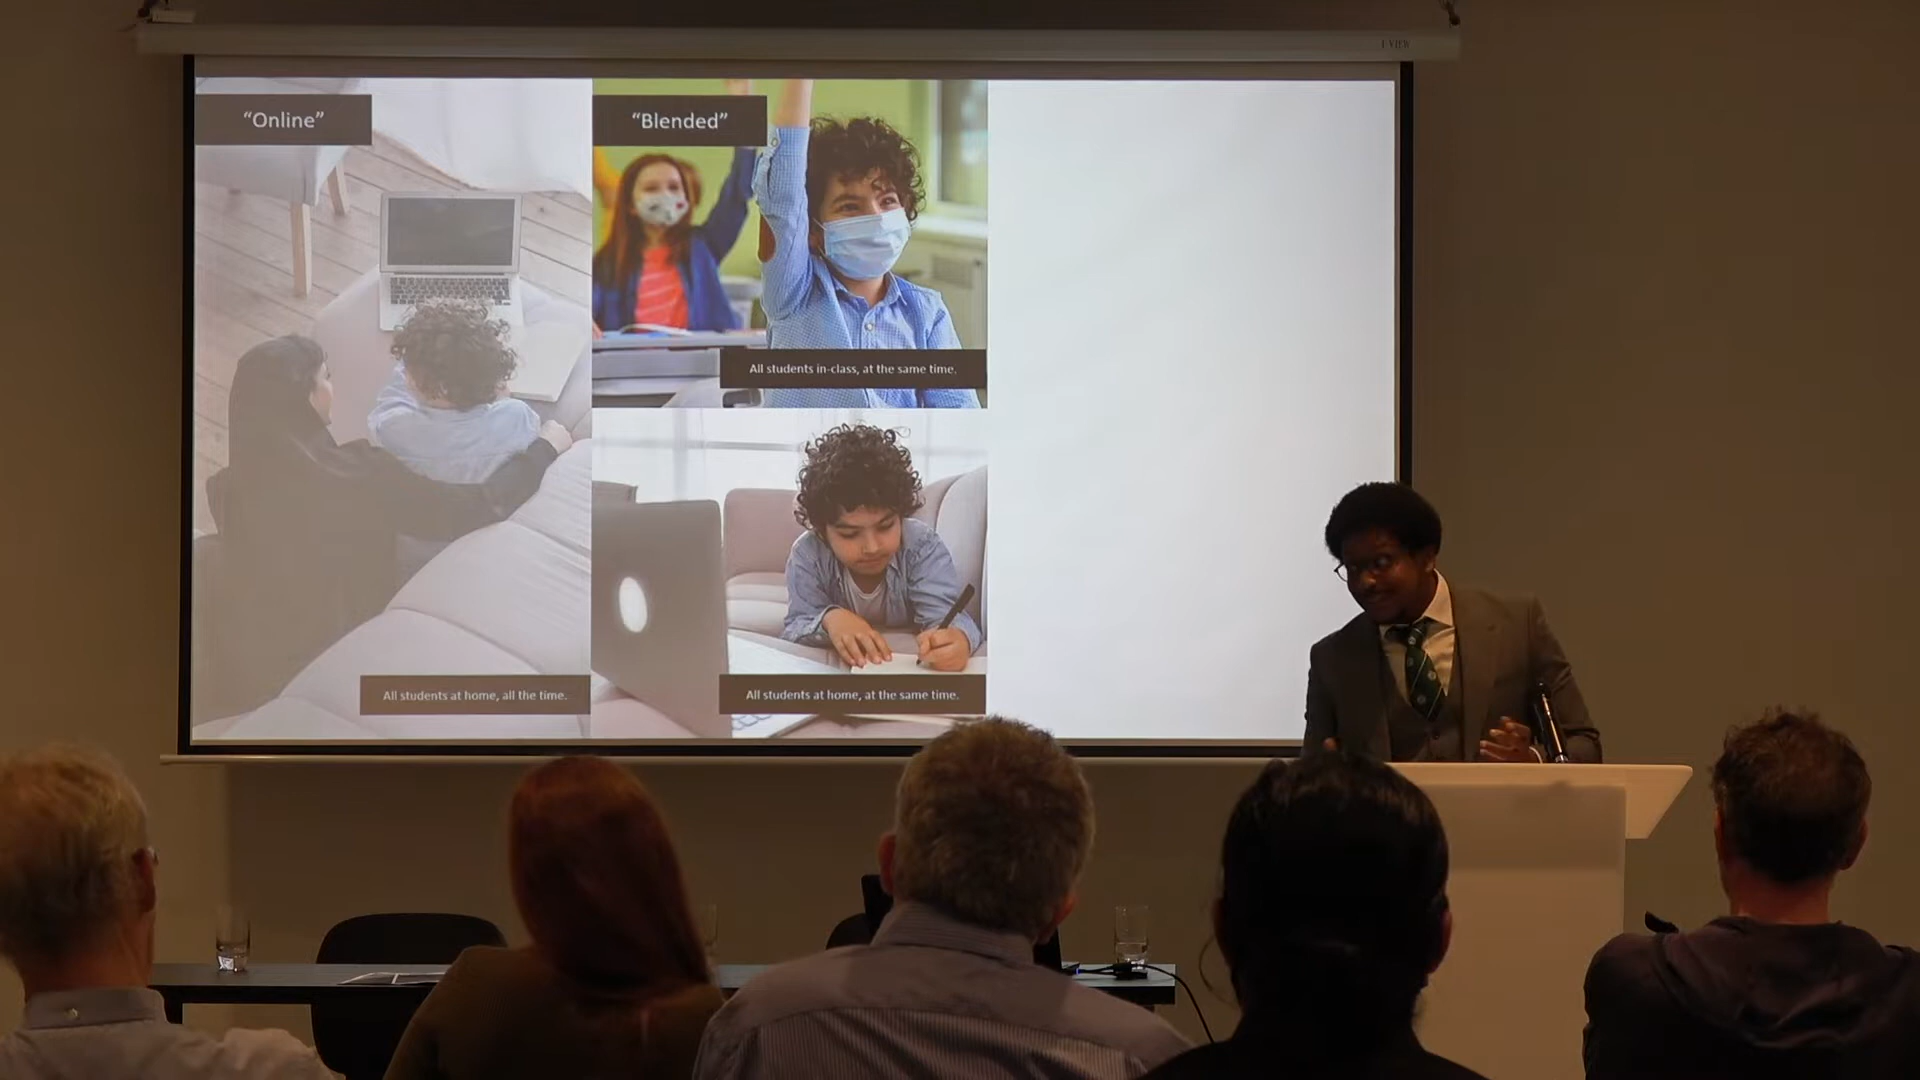 “Online”
“Blended”
All students in-class, at the same time.
All students at home, all the time.
All students at home, at the same time.